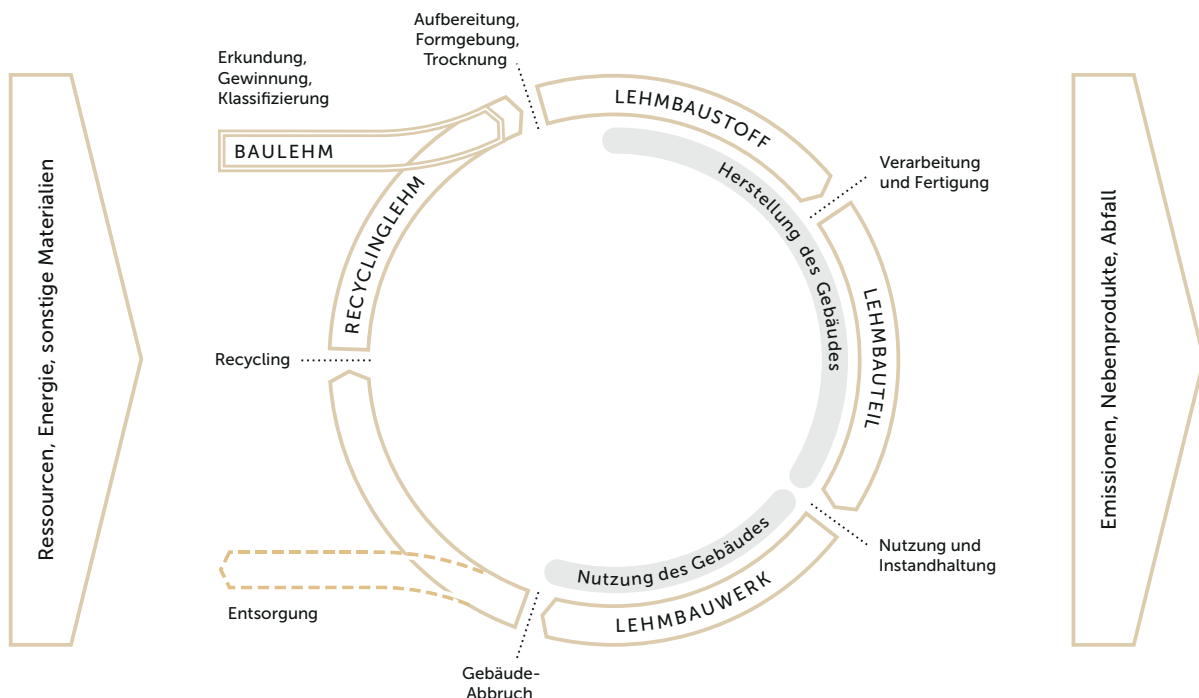 Aufbereitung,
Formgebung,
Trocknung
Erkundung,
Gewinnung,
Klassifizierung
BAULEHM
LEHMBAUSTOFF
Verarbeitung
und Fertigung
Herstellung des Gebäudes
RECYCLINGLEHM
LEHMBAUTEIL
Ressourcen, Energie, sonstige Materialien
Emissionen, Nebenprodukte, Abfall
Recycling
Nutzung und
Instandhaltung
Nutzung des Gebäudes
LEHMBAUWERK
Entsorgung
Gebäude-
Abbruch